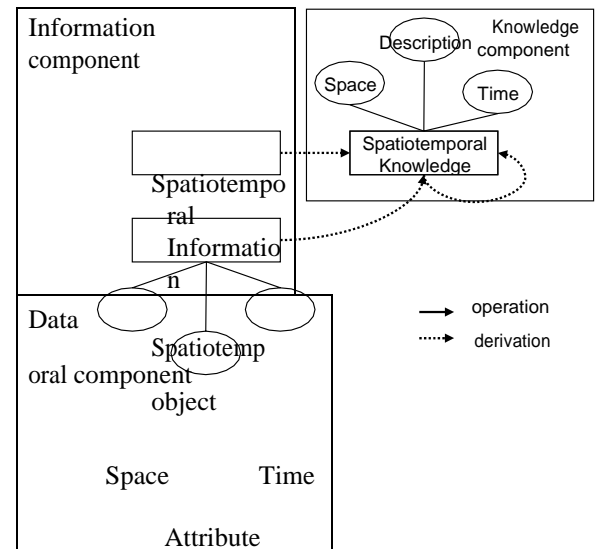 Information
component
Knowledge
component
Description
Space
Time
Spatiotemporal
Knowledge
Spatiotempo
ral
Informatio
n
Data
Spatiotemp
oral component
object
Space
Time
Attribute
operation
derivation